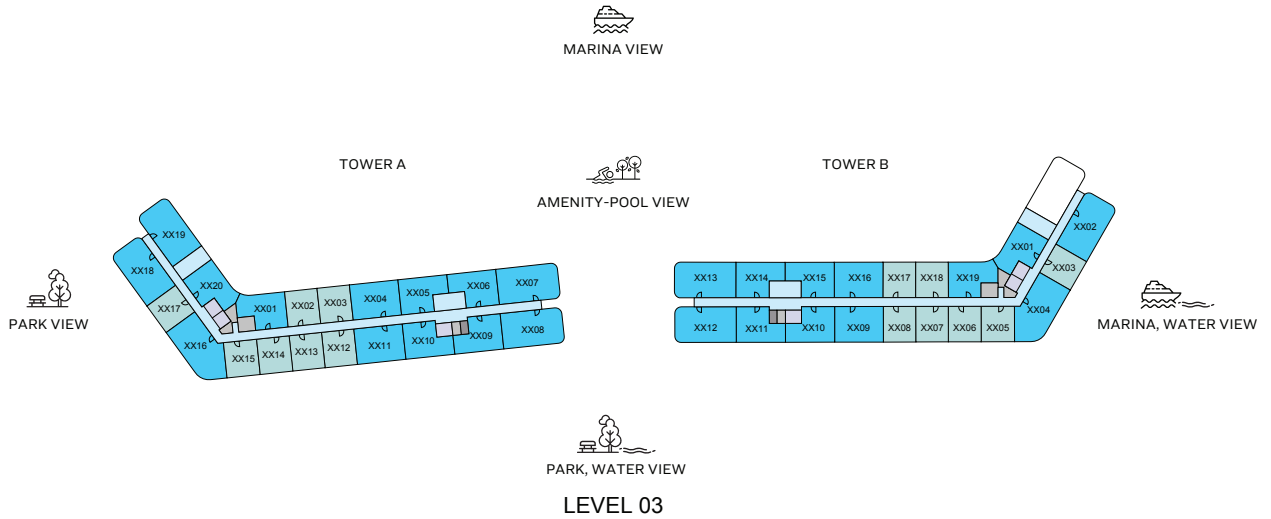 MARINA VIEW
TOWER A
TOWER B
AMENITY-POOL VIEW
PARK VIEW
MARINA, WATER VIEW
XX19
XX18
XX20
XX17
XX16
XX01
XX02
XX03
XX04
XX05
XX06
XX07
XX15
XX14
XX13
XX12
XX11
XX10
XX09
XX08
XX13
XX14
XX15
XX16
XX17
XX18
XX19
XX01
XX02
XX03
XX04
XX12
XX11
XX10
XX09
XX08
XX07
XX06
XX05
PARK, WATER VIEW
LEVEL 03